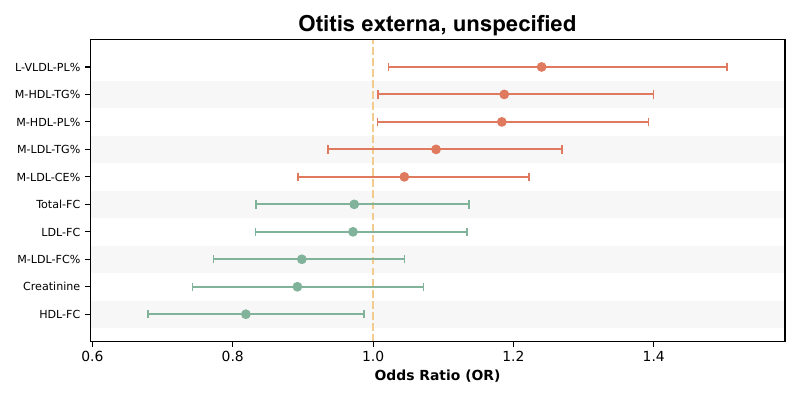 Otitis externa, unspecified
L-VLDL-PL%
M-HDL-TG%
M-HDL-PL%
M-LDL-TG%
M-LDL-CE%
Total-FC
LDL-FC
M-LDL-FC%
Creatinine
HDL-FC
0.6 0.8 1.0 1.2 1.4
Odds Ratio (OR)